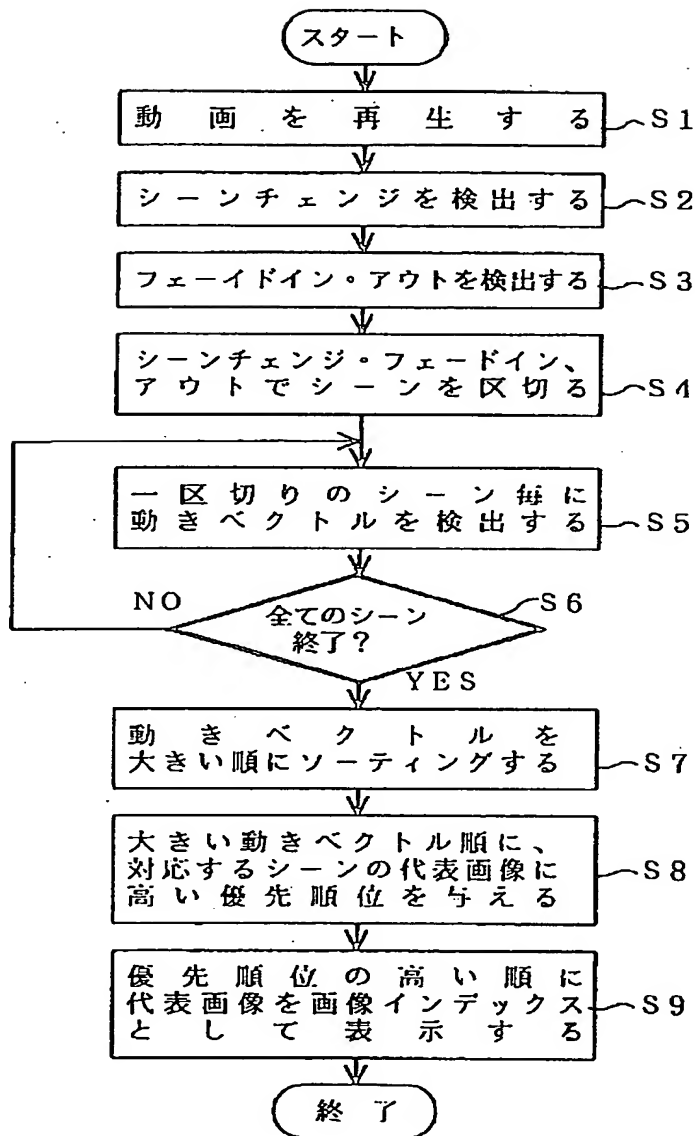 スタート
動画を再生する S1
シーンチェンジを検出する S2
フェーイドイン・アウトを検出する S3
シーンチェンジ・フェードイン、
アウトでシーンを区切る S4
一区切りのシーン毎に
動きベクトルを検出する S5
NO
全てのシーン S6
終了?
YES
動きベクトルを
大きい順にソーティングする S7
大きい動きベクトル順に、
対応するシーンの代表画像に S8
高い優先順位を与える
優先順位の高い順に
代表画像を画像インデックス S9
として表示する
終了